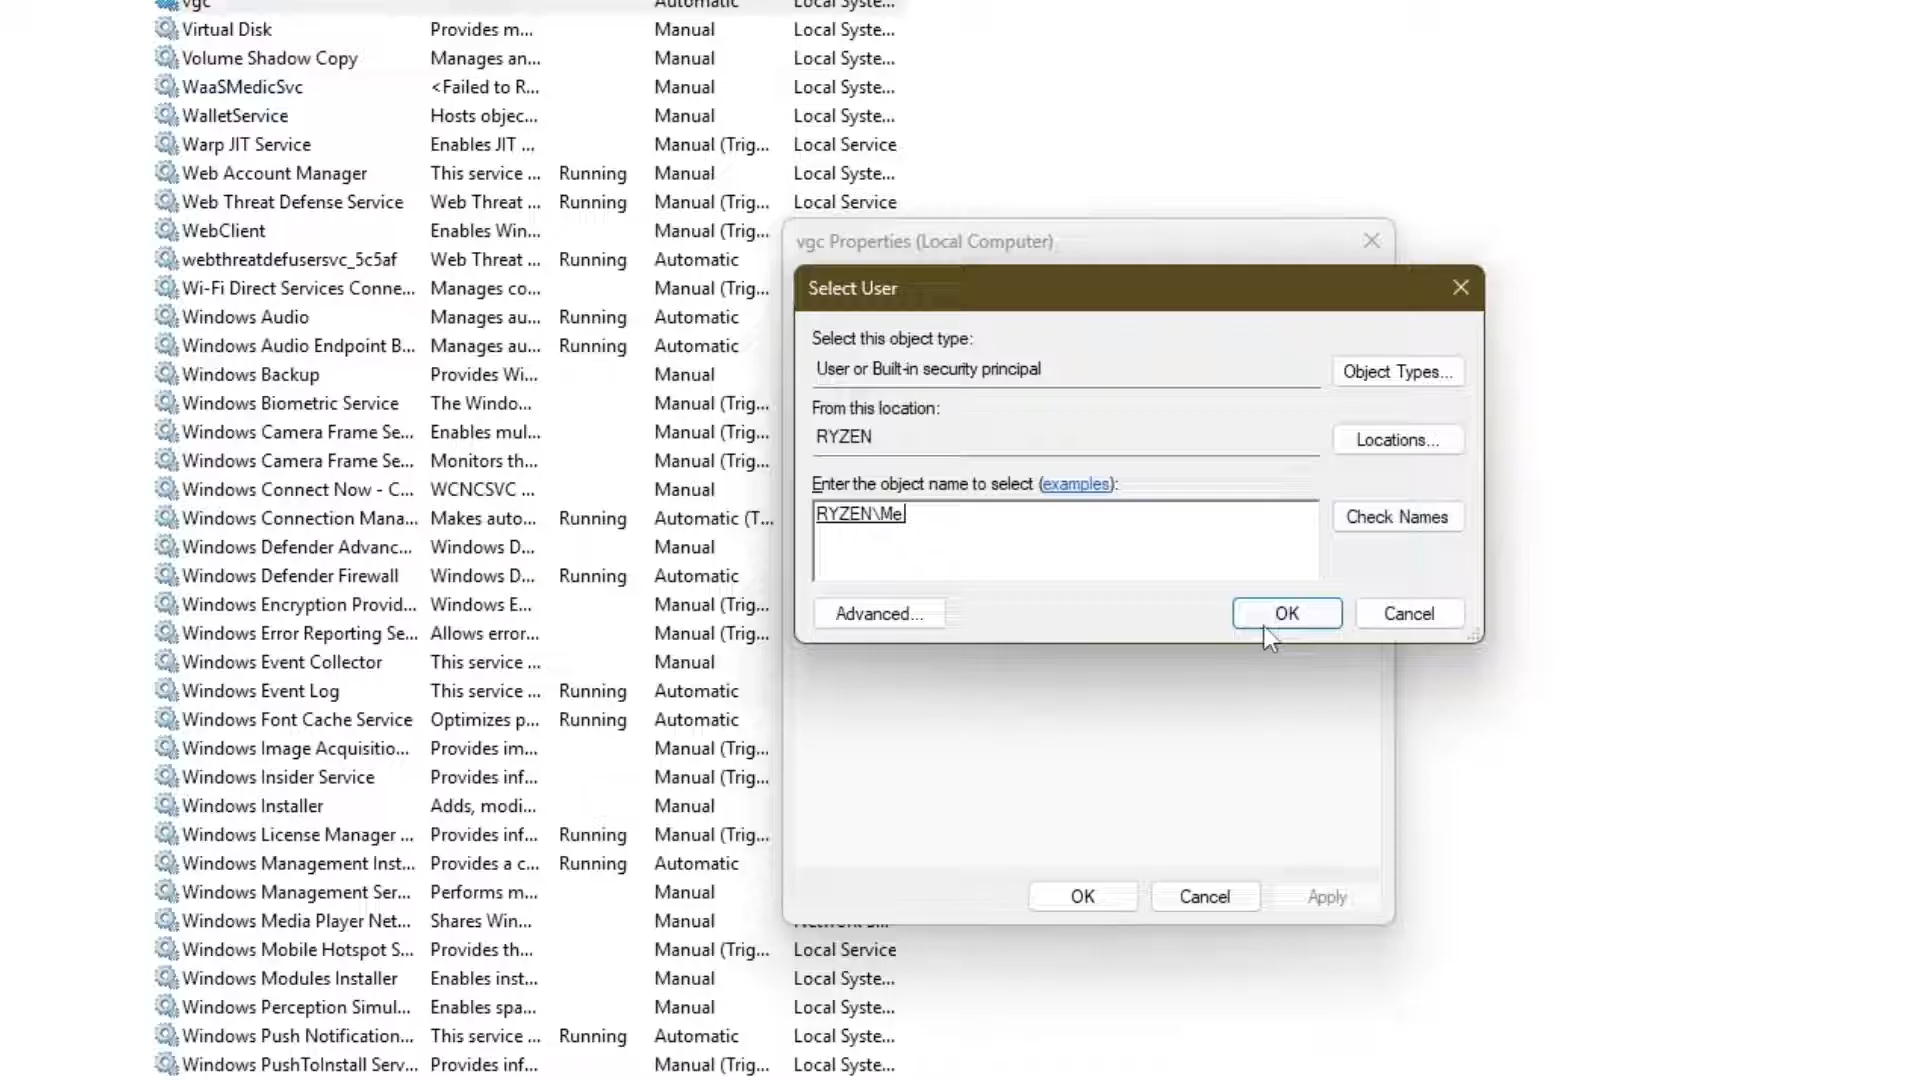 vgc Automatic Local Syste...
Virtual Disk Provides m... Manual Local Syste...
Volume Shadow Copy Manages an... Manual Local Syste...
WaaSMedicSvc <Failed to R... Manual Local Syste...
WalletService Hosts objec... Manual Local Syste...
Warp JIT Service Enables JIT ... Manual (Trig... Local Service
Web Account Manager This service ... Running Manual Local Syste...
Web Threat Defense Service Web Threat ... Running Manual (Trig... Local Service
WebClient Enables Win... Manual (Trig...
webthreatdefusersvc_5c5af Web Threat ... Running Automatic
Wi-Fi Direct Services Conne... Manages co... Manual (Trig...
Windows Audio Manages au... Running Automatic
Windows Audio Endpoint B... Manages au... Running Automatic
Windows Backup Provides Wi... Manual
Windows Biometric Service The Windo... Manual (Trig...
Windows Camera Frame Se... Enables mul... Manual (Trig...
Windows Camera Frame Se... Monitors th... Manual (Trig...
Windows Connect Now - C... WCNCSVC ... Manual
Windows Connection Mana... Makes auto... Running Automatic (T...
Windows Defender Advanc... Windows D... Manual
Windows Defender Firewall Windows D... Running Automatic
Windows Encryption Provid... Windows E... Manual (Trig...
Windows Error Reporting Se... Allows error... Manual (Trig...
Windows Event Collector This service ... Manual
Windows Event Log This service ... Running Automatic
Windows Font Cache Service Optimizes p... Running Automatic
Windows Image Acquisitio... Provides im... Manual (Trig...
Windows Insider Service Provides inf... Manual (Trig...
Windows Installer Adds, modi... Manual
Windows License Manager ... Provides inf... Running Manual (Trig...
Windows Management Inst... Provides a c... Running Automatic
Windows Management Ser... Performs m... Manual
Windows Media Player Net... Shares Win... Manual
Windows Mobile Hotspot S... Provides th... Manual (Trig... Local Service
Windows Modules Installer Enables inst... Manual Local Syste...
Windows Perception Simul... Enables spa... Manual Local Syste...
Windows Push Notification... This service ... Running Automatic Local Syste...
Windows PushToInstall Serv... Provides inf... Manual (Trig... Local Syste...
vgc Properties (Local Computer)
Select User
Select this object type:
User or Built-in security principal
Object Types...
From this location:
RYZEN
Locations...
Enter the object name to select (examples):
RYZEN\Me
Check Names
Advanced...
OK
Cancel
OK
Cancel
Apply